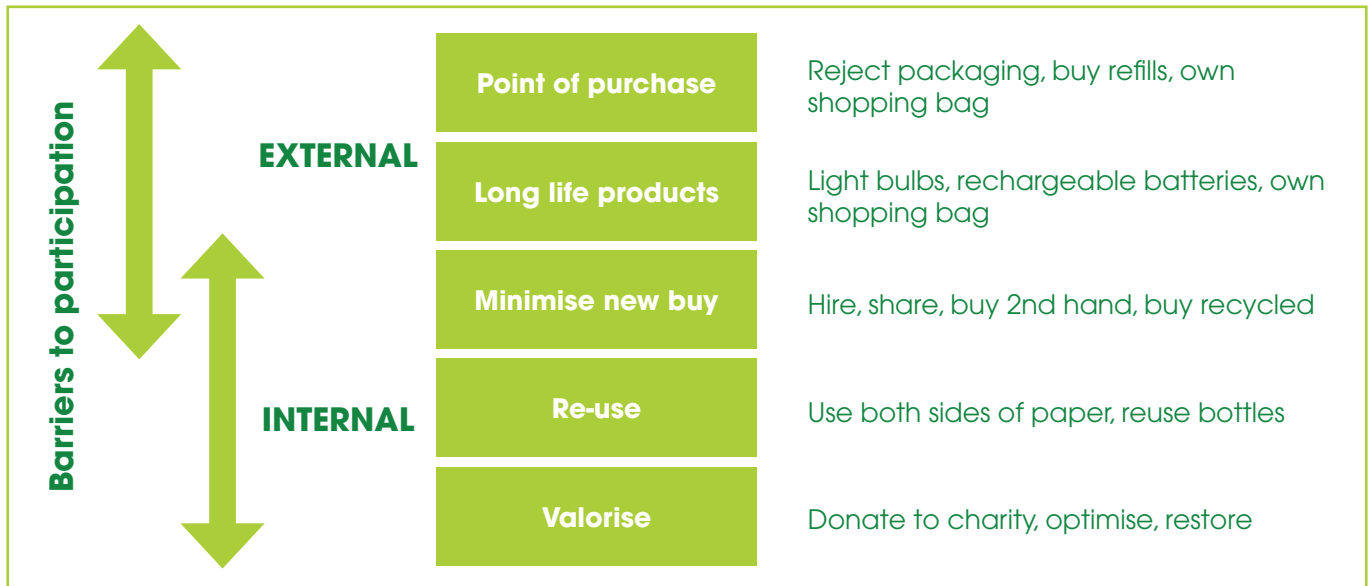 Barriers to participation
EXTERNAL
INTERNAL
Point of purchase
Reject packaging, buy refills, own
shopping bag
Long life products
Light bulbs, rechargeable batteries, own
shopping bag
Minimise new buy
Hire, share, buy 2nd hand, buy recycled
Re-use
Use both sides of paper, reuse bottles
Valorise
Donate to charity, optimise, restore